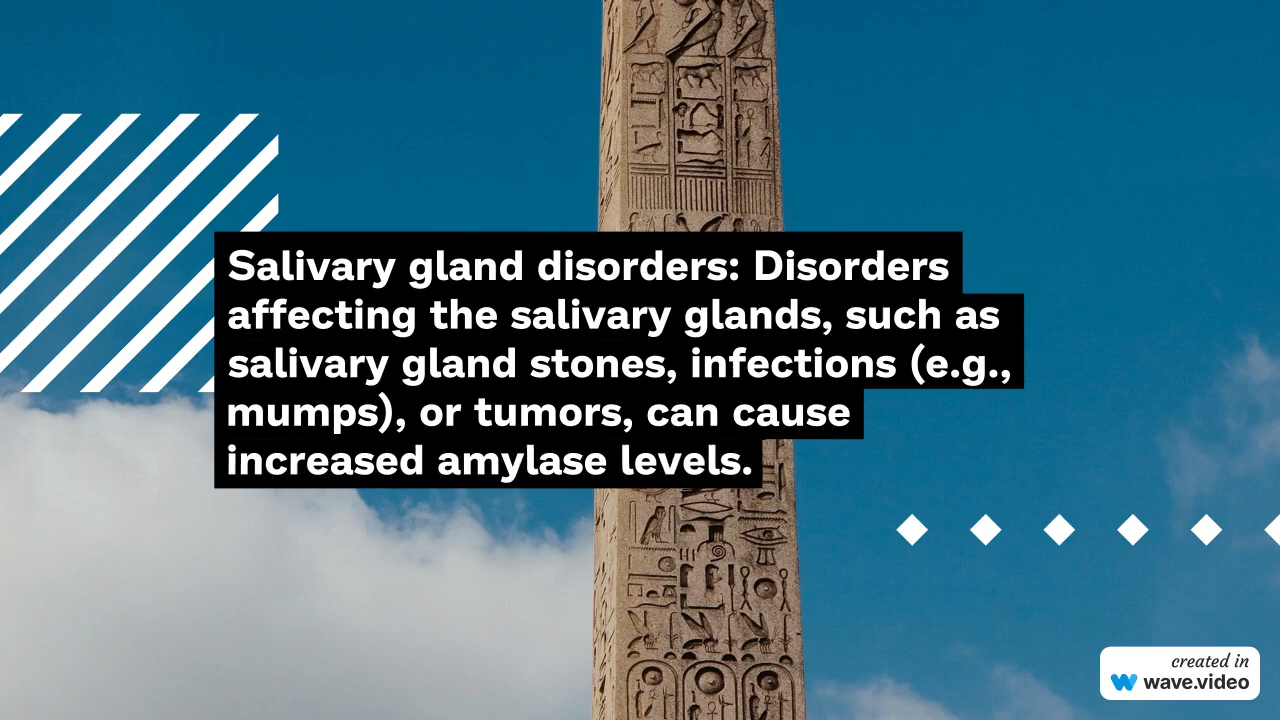 Salivary gland disorders: Disorders
affecting the salivary glands, such as
salivary gland stones, infections (e.g.,
mumps), or tumors, can cause
increased amylase levels.
created in
wave.video